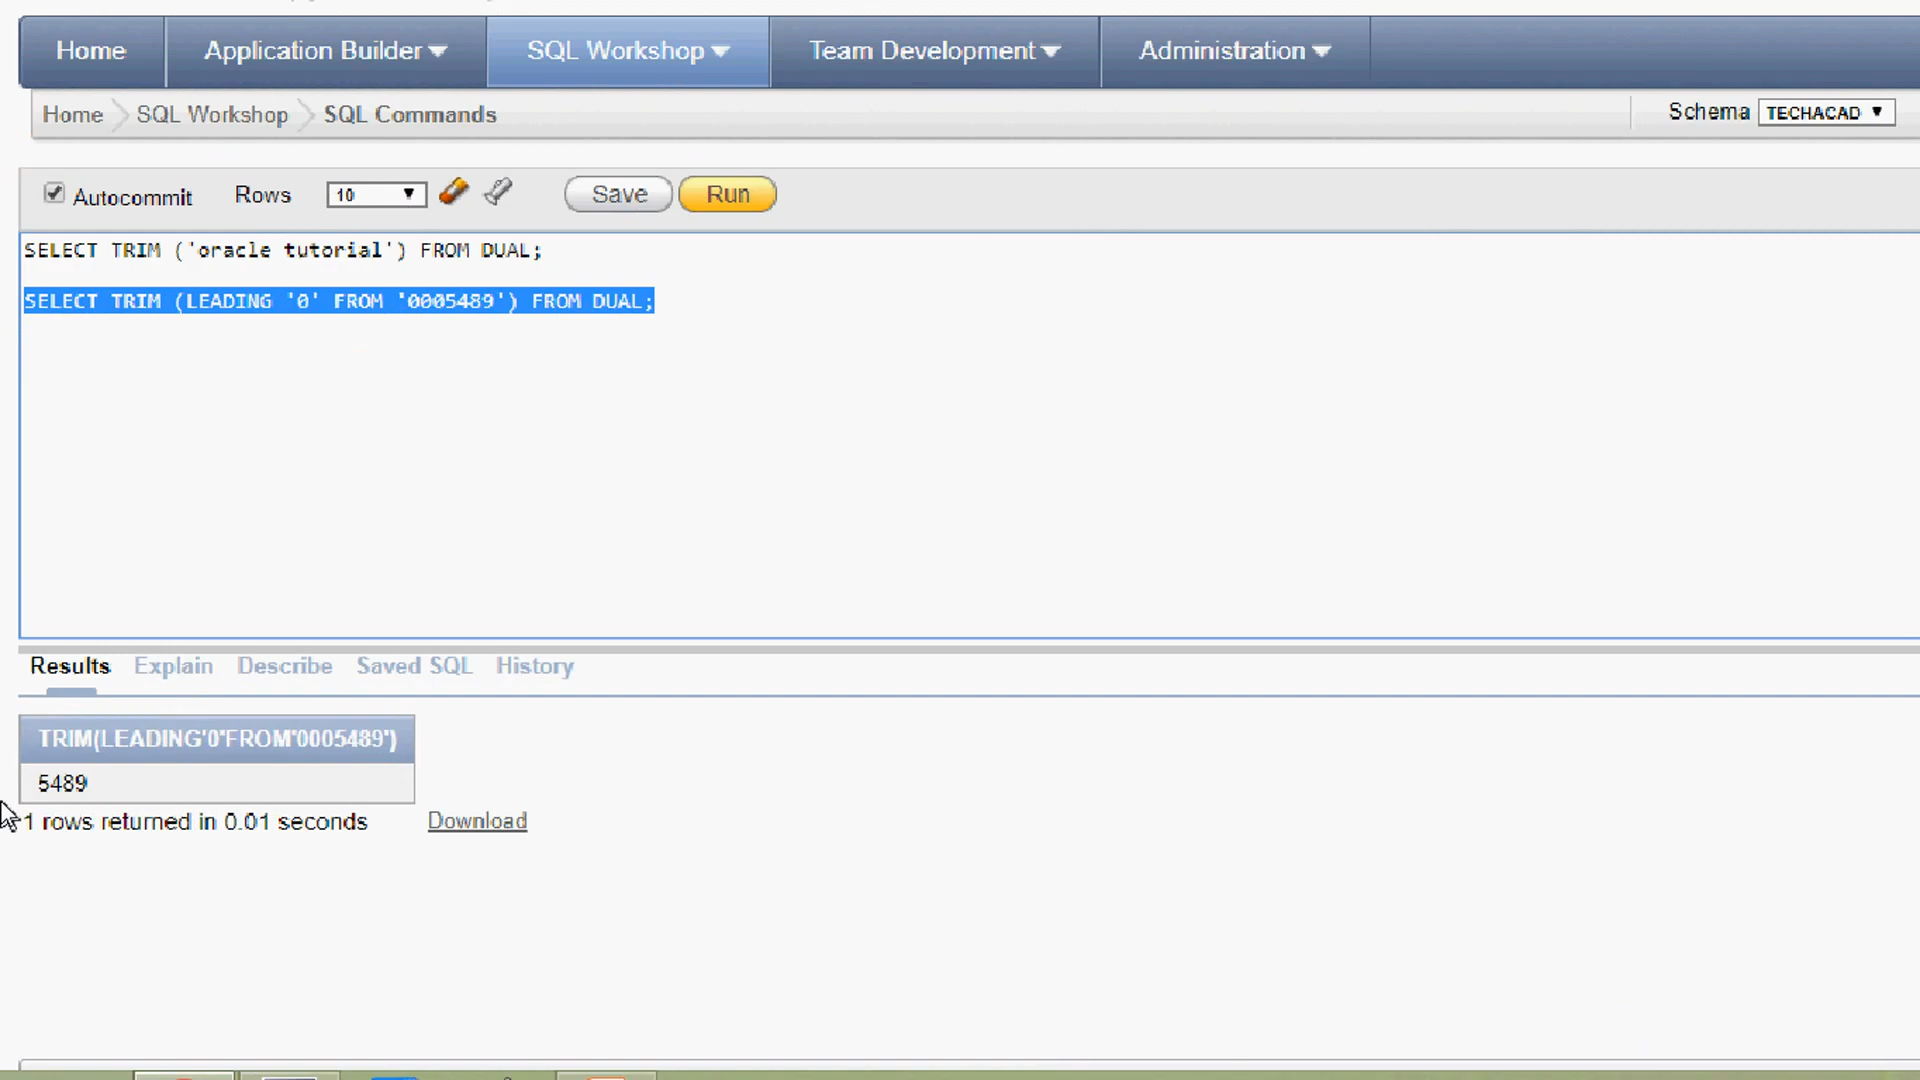 Home Application Builder SQL Workshop Team Development Administration
Home SQL Workshop SQL Commands Schema TECHACAD
Autocommit Rows 10 Save Run
SELECT TRIM ('oracle tutorial') FROM DUAL;
SELECT TRIM (LEADING '0' FROM '0005489') FROM DUAL;
Results Explain Describe Saved SQL History
TRIM(LEADING'0'FROM'0005489')
5489
1 rows returned in 0.01 seconds Download